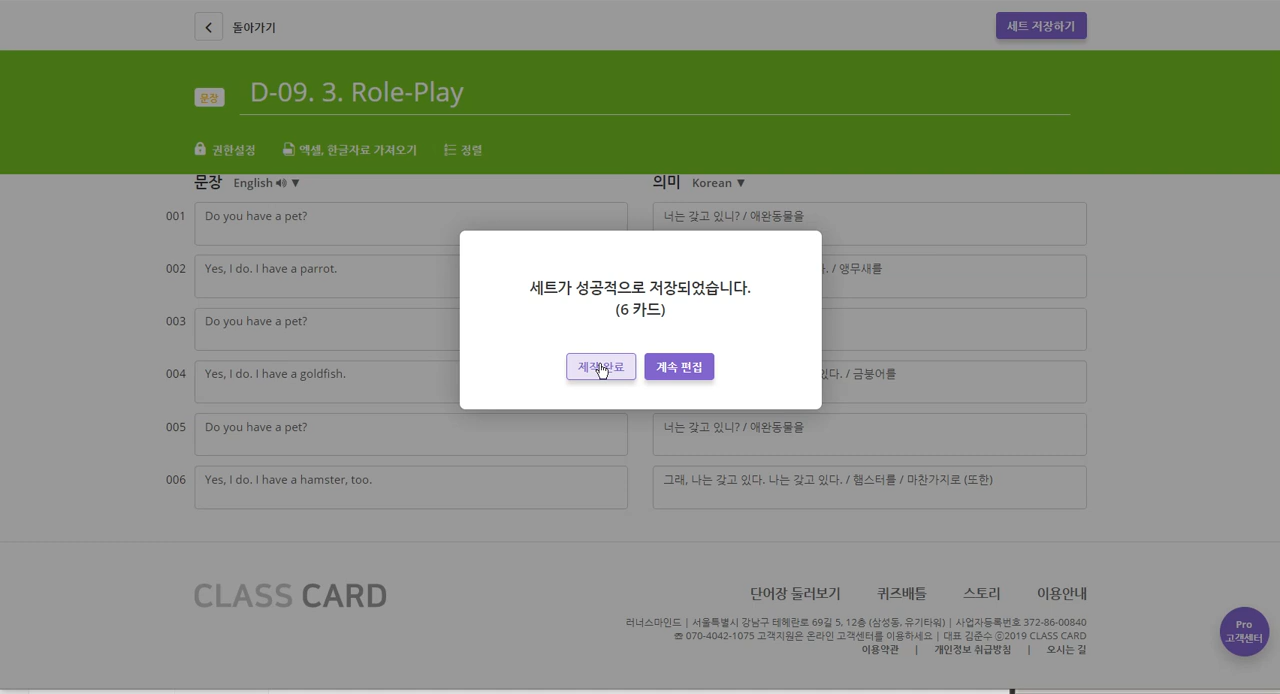 돌아가기
세트 저장하기
문장
D-09. 3. Role-Play
권한설정
엑셀, 한글자료 가져오기
정렬
문장 English
의미 Korean
001 Do you have a pet?
너는 갖고 있니? / 애완동물을
002 Yes, I do. I have a parrot.
/ 앵무새를
003 Do you have a pet?
004 Yes, I do. I have a goldfish.
있다. / 금붕어를
005 Do you have a pet?
너는 갖고 있니? / 애완동물을
006 Yes, I do. I have a hamster, too.
그래, 나는 갖고 있다. 나는 갖고 있다. / 햄스터를 / 마찬가지로 (또한)
세트가 성공적으로 저장되었습니다.
(6 카드)
제작 완료
계속 편집
CLASS CARD
단어장 둘러보기
퀴즈배틀
스토리
이용안내
러너스마인드 | 서울특별시 강남구 테헤란로 69길 5, 12층 (삼성동, 유기타워) | 사업자등록번호 372-86-00840
☎ 070-4042-1075 고객지원은 온라인 고객센터를 이용하세요 | 대표 김준수 ⓒ2019 CLASS CARD
이용약관 | 개인정보 취급방침 | 오시는 길
Pro
고객센터